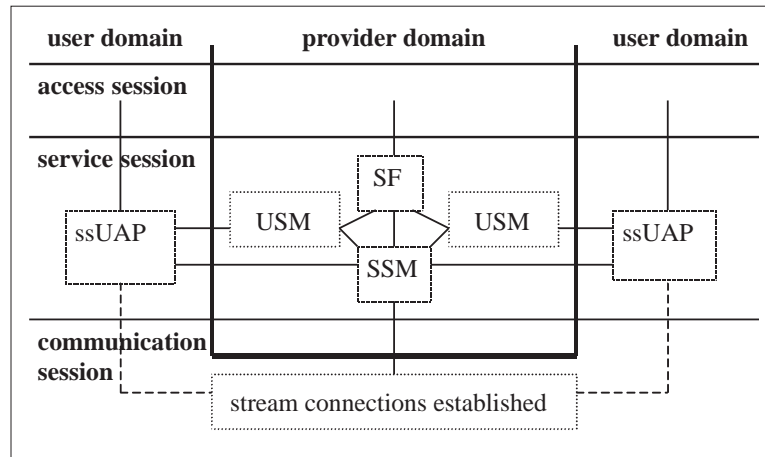 user domain
provider domain
user domain
access session
service session
SF
USM
USM
ssUAP
ssUAP
SSM
communication
session
stream connections established